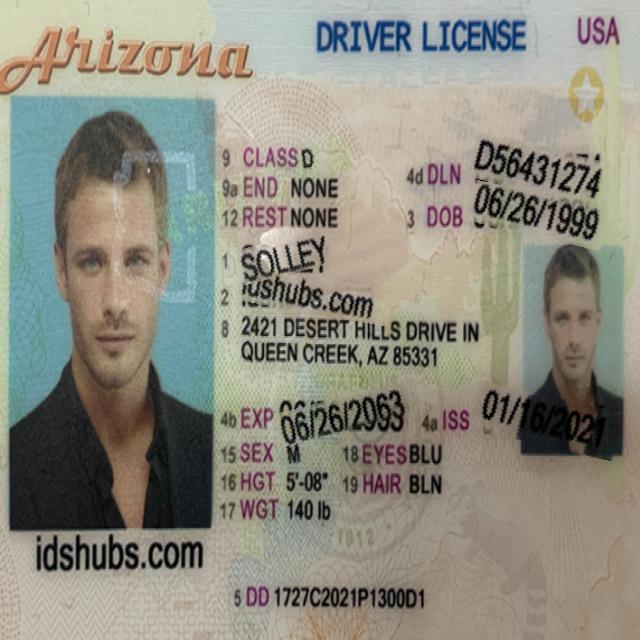 Arizona DRIVER LICENSE USA
9 CLASS D
9a END NONE
12 REST NONE
4d DLN D56431274
3 DOB 06/26/1999
1 SOLLEY
2 idshubs.com
8 2421 DESERT HILLS DRIVE IN
QUEEN CREEK, AZ 85331
4b EXP 06/26/2063 4a ISS 01/16/2021
15 SEX M 18 EYES BLU
16 HGT 5'-08" 19 HAIR BLN
17 WGT 140 lb
1912
idshubs.com
5 DD 1727C2021P1300D1